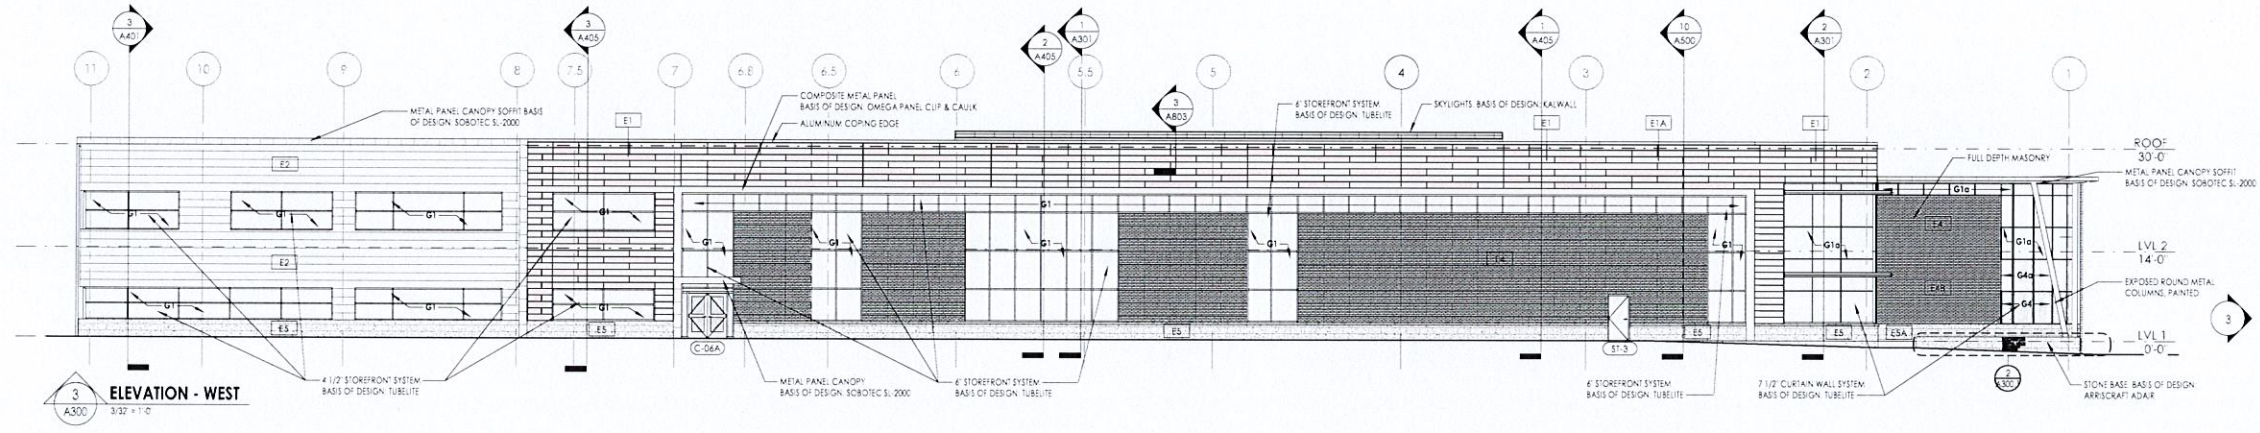 3
A401
3
A405
2
A405
1
A301
1
A405
10
A500
2
A301
11
10
9
8
7.5
7
6.8
6.5
6
5.5
5
4
3
2
1
METAL PANEL CANOPY SOFFIT BASIS
OF DESIGN: SOBOTEC SL-2000
E1
COMPOSITE METAL PANEL
BASIS OF DESIGN: OMEGA PANEL CLIP & CAULK
ALUMINUM COPING EDGE
3
A803
6" STOREFRONT SYSTEM
BASIS OF DESIGN: TUBELITE
SKYLIGHTS BASIS OF DESIGN: KALWALL
E1
E1A
E1
ROOF
30'-0"
FULL DEPTH MASONRY
METAL PANEL CANOPY SOFFIT
BASIS OF DESIGN: SOBOTEC SL-2000
E2
G1
G1
G1
G1
G1
G1a
G1
G1
G1
G1
G1
G1a
E4
G1a
LVL 2
14'-0"
E2
G4a
EXPOSED ROUND METAL
COLUMNS, PAINTED
G1
G1
G1
G4
3
E5
E5
E5
E5
E5
E5A
C-06A
ST-3
LVL 1
0'-0"
2
A300
4 1/2" STOREFRONT SYSTEM
BASIS OF DESIGN: TUBELITE
METAL PANEL CANOPY
BASIS OF DESIGN: SOBOTEC SL-2000
6" STOREFRONT SYSTEM
BASIS OF DESIGN: TUBELITE
6" STOREFRONT SYSTEM
BASIS OF DESIGN: TUBELITE
7 1/2" CURTAIN WALL SYSTEM
BASIS OF DESIGN: TUBELITE
STONE BASE: BASIS OF DESIGN:
ARRISCRAFT ADAIR
3
A300
ELEVATION - WEST
3/32" = 1'-0"